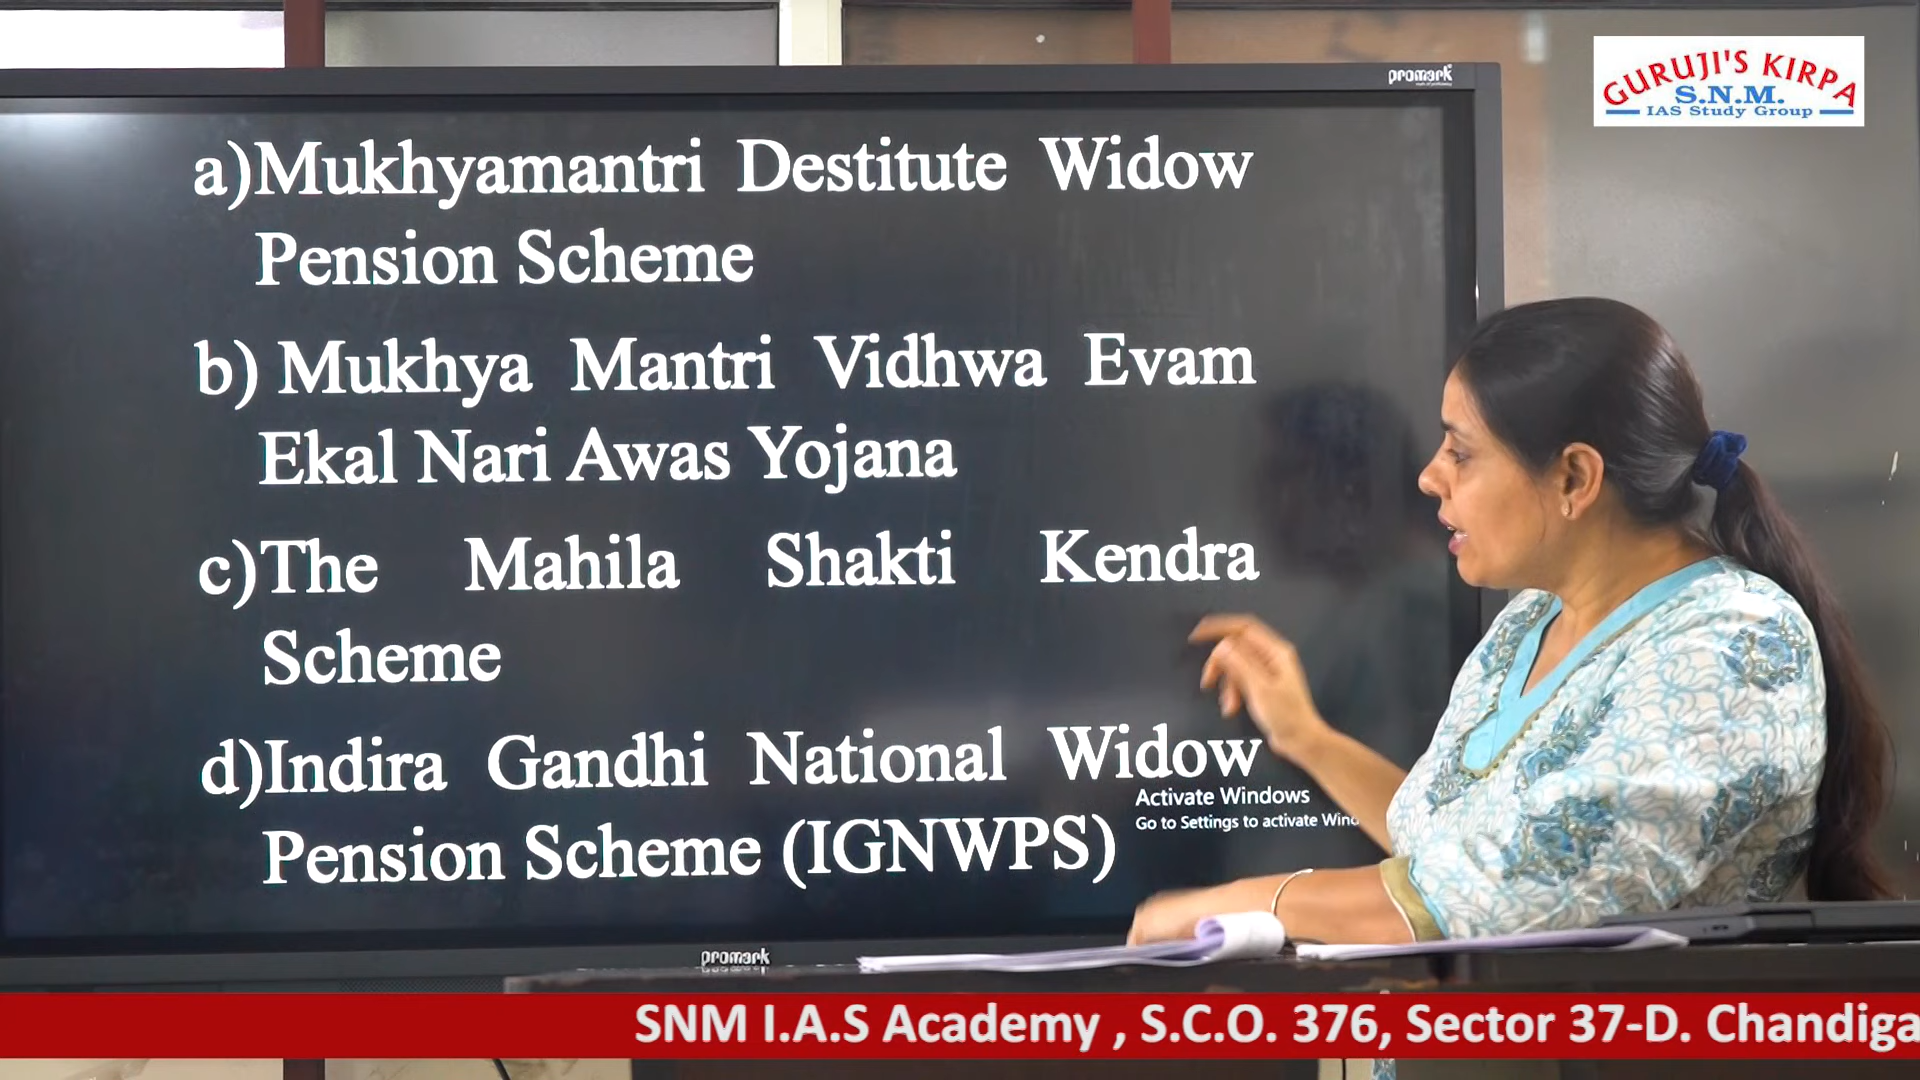 promark
GURUJI'S KIRPA
S.N.M.
IAS Study Group
a)Mukhyamantri Destitute Widow
Pension Scheme
b) Mukhya Mantri Vidhwa Evam
Ekal Nari Awas Yojana
c)The Mahila Shakti Kendra
Scheme
d)Indira Gandhi National Widow
Pension Scheme (IGNWPS)
Activate Windows
Go to Settings to activate Wind
promark
SNM I.A.S Academy , S.C.O. 376, Sector 37-D. Chandiga